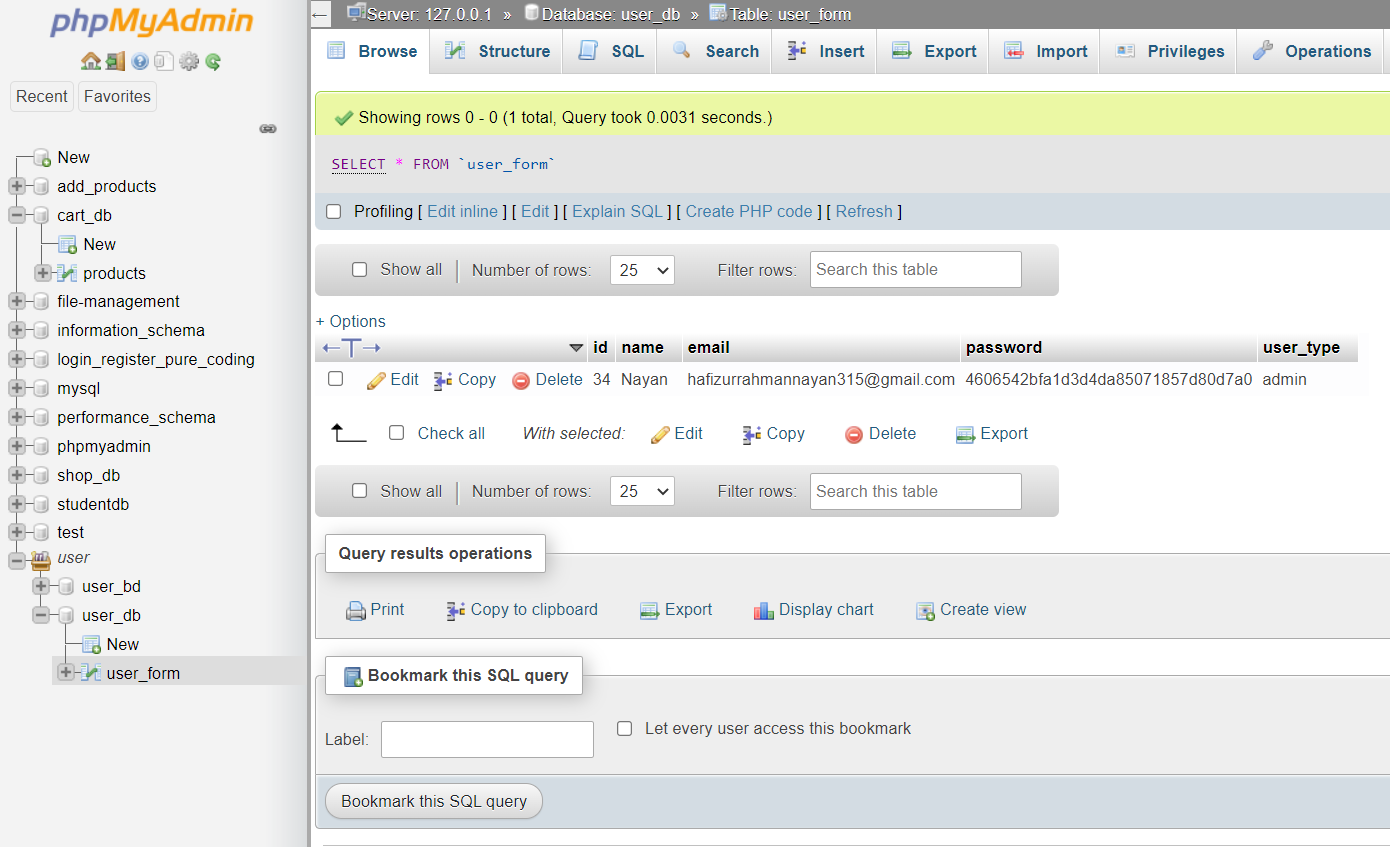 phpMyAdmin
Recent Favorites
New
add_products
cart_db
New
products
file-management
information_schema
login_register_pure_coding
mysql
performance_schema
phpmyadmin
shop_db
studentdb
test
user
user_bd
user_db
New
user_form
Server: 127.0.0.1 » Database: user_db » Table: user_form
Browse Structure SQL Search Insert Export Import Privileges Operations
Showing rows 0 - 0 (1 total, Query took 0.0031 seconds.)
SELECT * FROM `user_form`
Profiling [ Edit inline ] [ Edit ] [ Explain SQL ] [ Create PHP code ] [ Refresh ]
Show all | Number of rows: 25 Filter rows: Search this table
+ Options
←T→ id name email password user_type
Edit Copy Delete 34 Nayan hafizurrahmannayan315@gmail.com 4606542bfa1d3d4da85071857d80d7a0 admin
Check all With selected: Edit Copy Delete Export
Show all | Number of rows: 25 Filter rows: Search this table
Query results operations
Print Copy to clipboard Export Display chart Create view
Bookmark this SQL query
Label: Let every user access this bookmark
Bookmark this SQL query